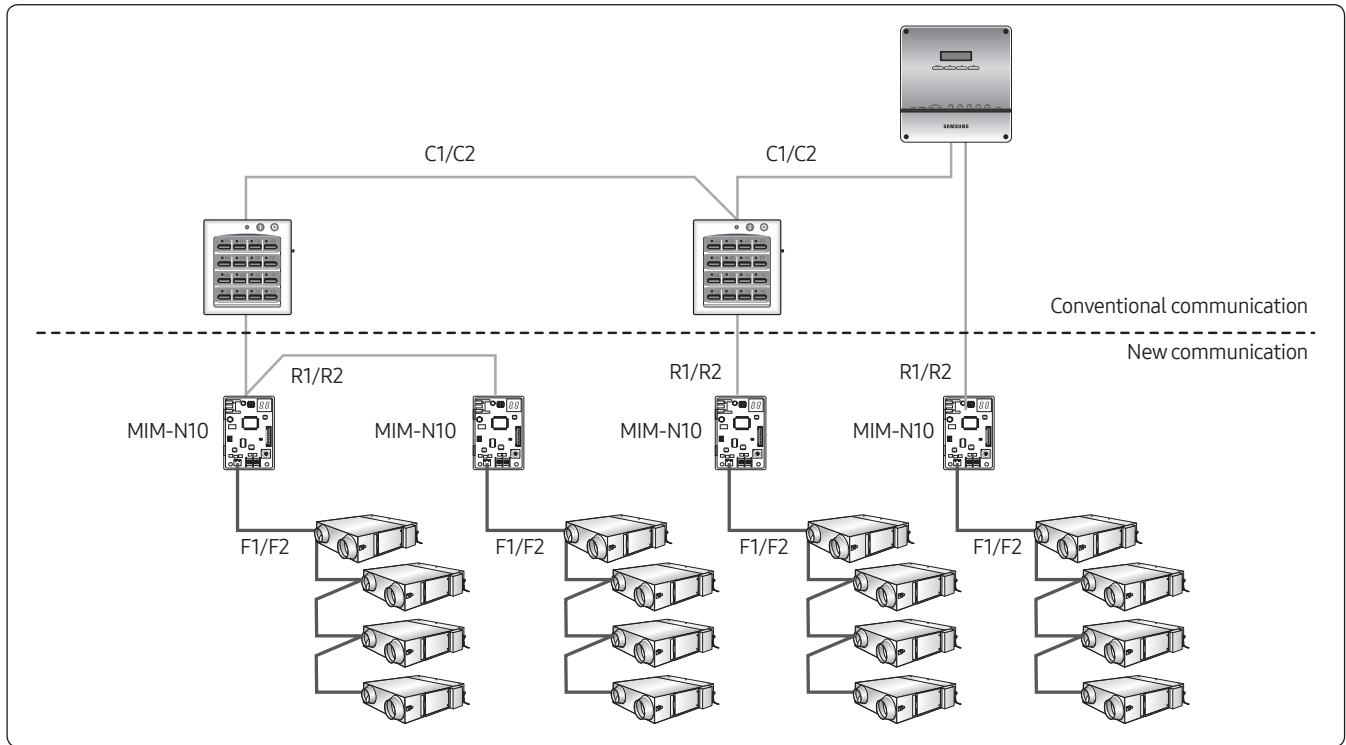 SAMSUNG
C1/C2
C1/C2
Conventional communication
New communication
R1/R2
R1/R2
R1/R2
MIM-N10
MIM-N10
MIM-N10
MIM-N10
F1/F2
F1/F2
F1/F2
F1/F2